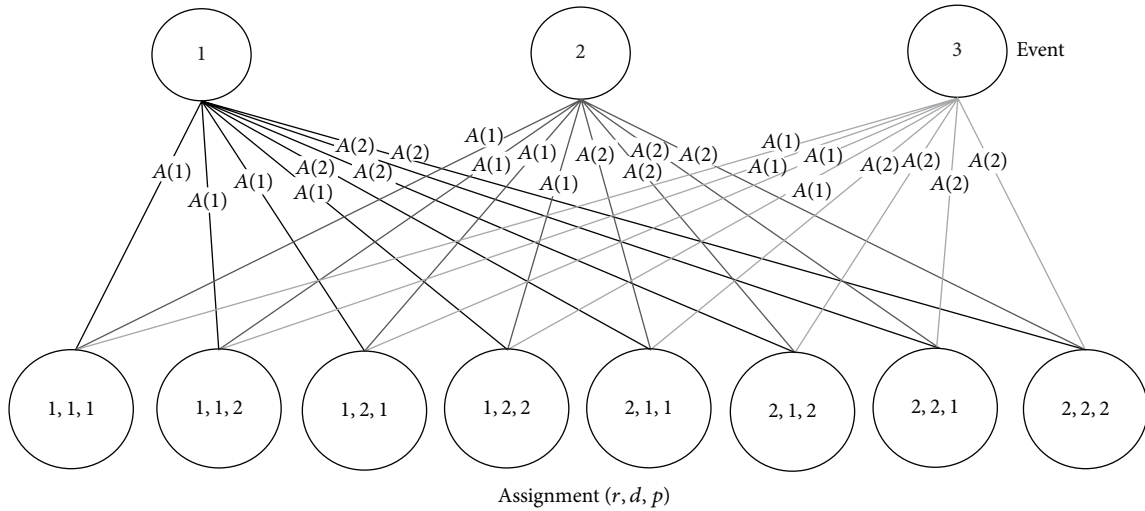 1
2
3
Event
A(1)
A(1)
A(1)
A(1)
A(2)
A(2)
A(2)
A(2)
A(1)
A(1)
A(1)
A(1)
A(2)
A(2)
A(2)
A(2)
A(1)
A(1)
A(1)
A(1)
A(2)
A(2)
A(2)
A(2)
1, 1, 1
1, 1, 2
1, 2, 1
1, 2, 2
2, 1, 1
2, 1, 2
2, 2, 1
2, 2, 2
Assignment (r, d, p)